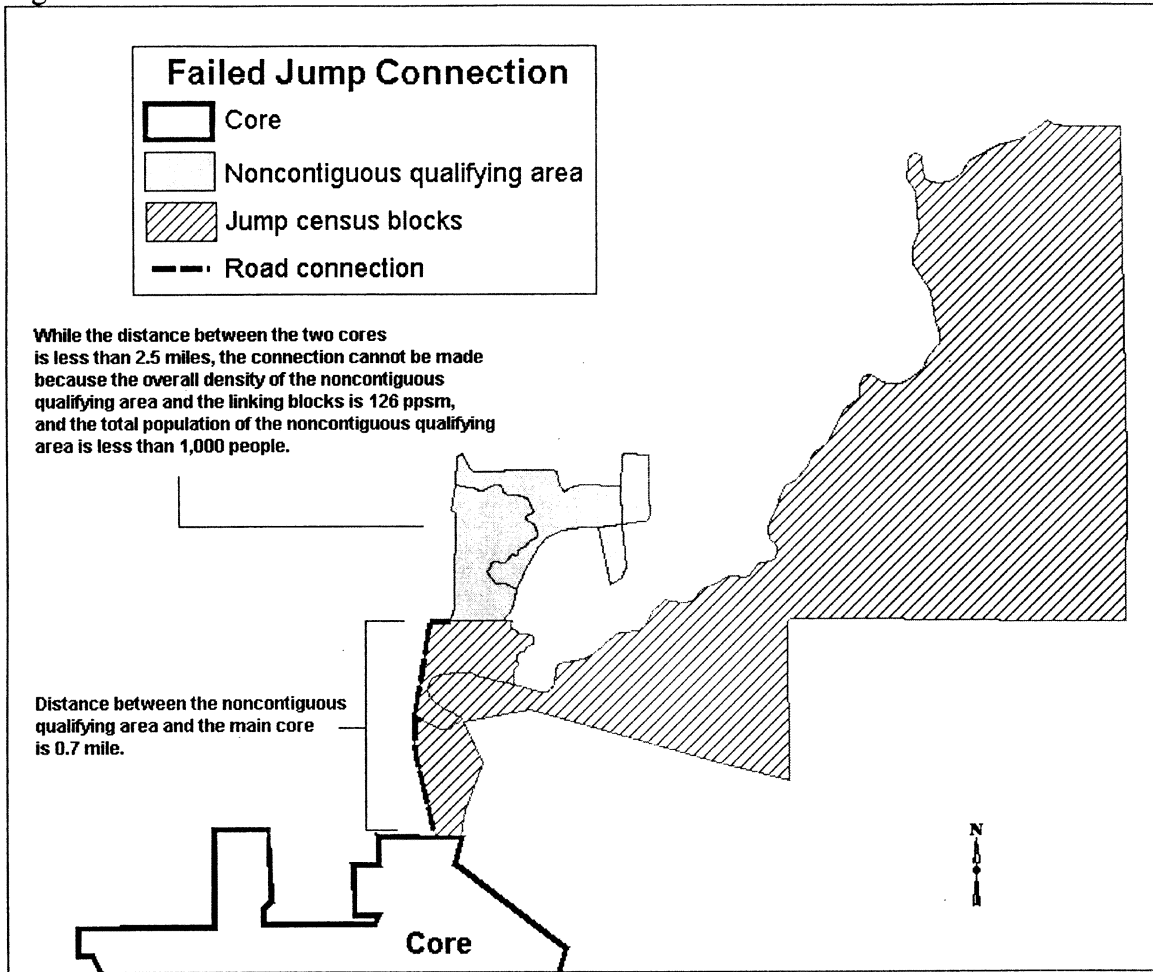 Failed Jump Connection
Core
Noncontiguous qualifying area
Jump census blocks
Road connection
While the distance between the two cores
is less than 2.5 miles, the connection cannot be made
because the overall density of the noncontiguous
qualifying area and the linking blocks is 126 ppsm,
and the total population of the noncontiguous qualifying
area is less than 1,000 people.
Distance between the noncontiguous
qualifying area and the main core
is 0.7 mile.
N
Core